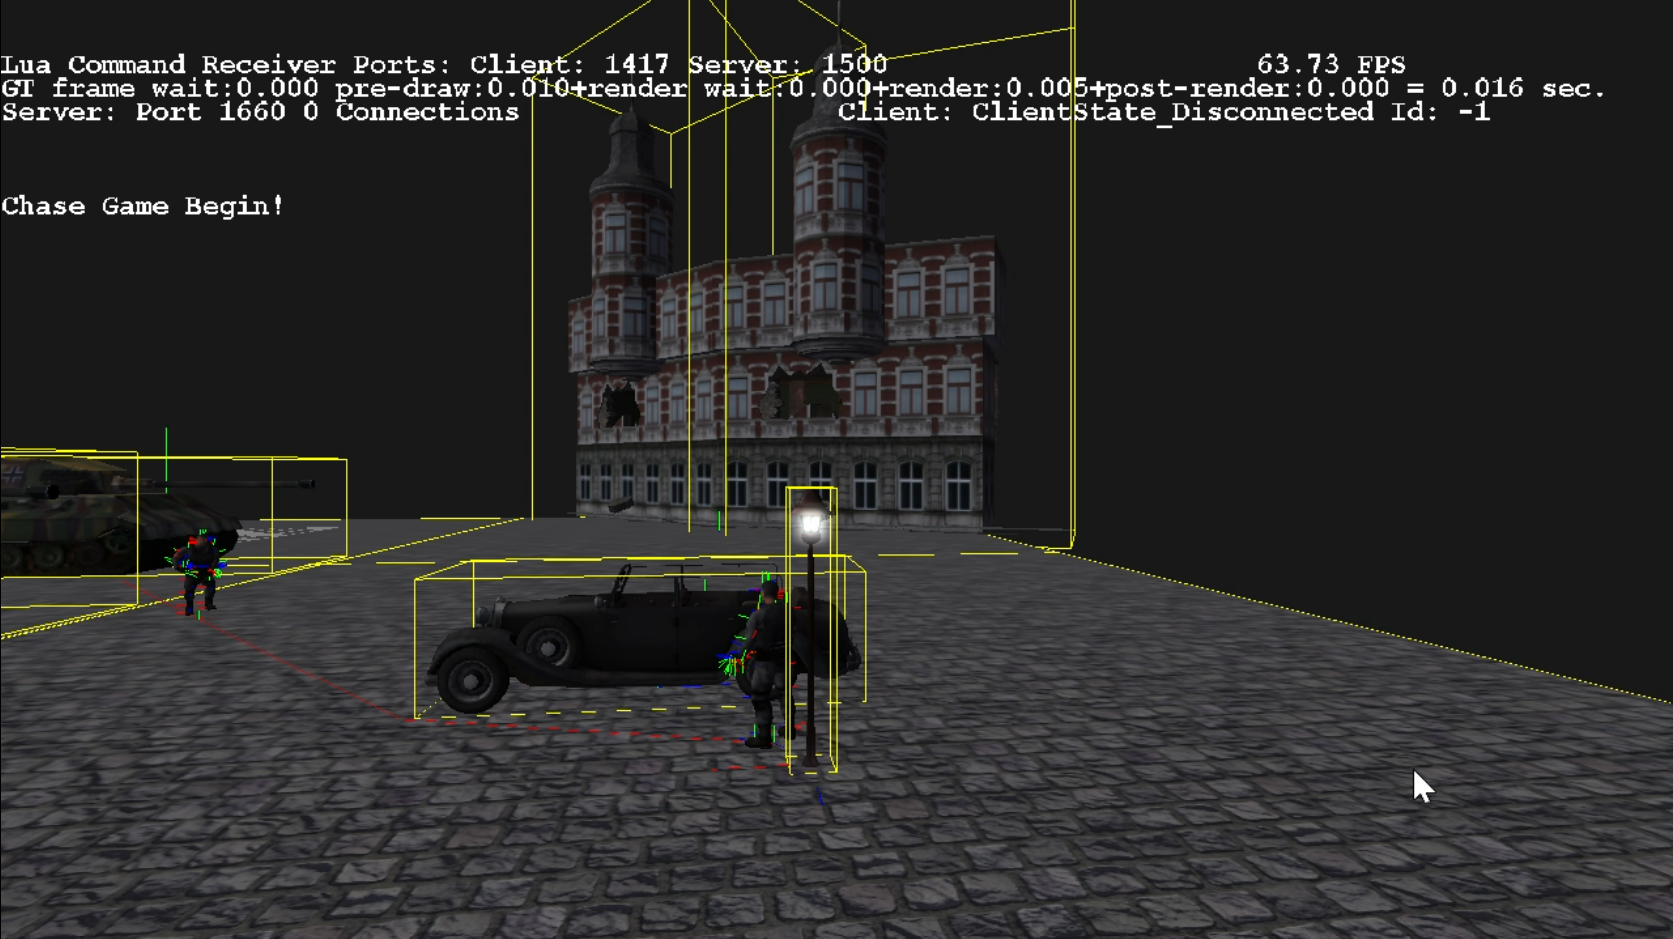 Lua Command Receiver Ports: Client: 1417 Server: 1500
63.73 FPS
GT frame wait:0.000 pre-draw:0.010+render wait:0.000+render:0.005+post-render:0.000 = 0.016 sec.
Server: Port 1660 0 Connections
Client: ClientState_Disconnected Id: -1
Chase Game Begin!